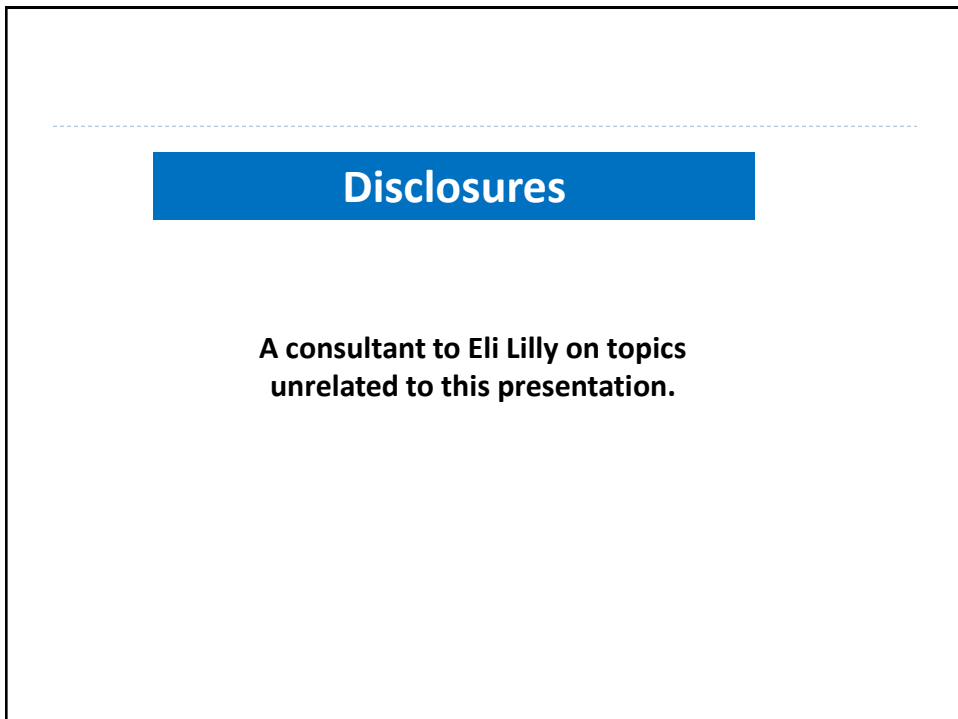 Disclosures
A consultant to Eli Lilly on topics
unrelated to this presentation.